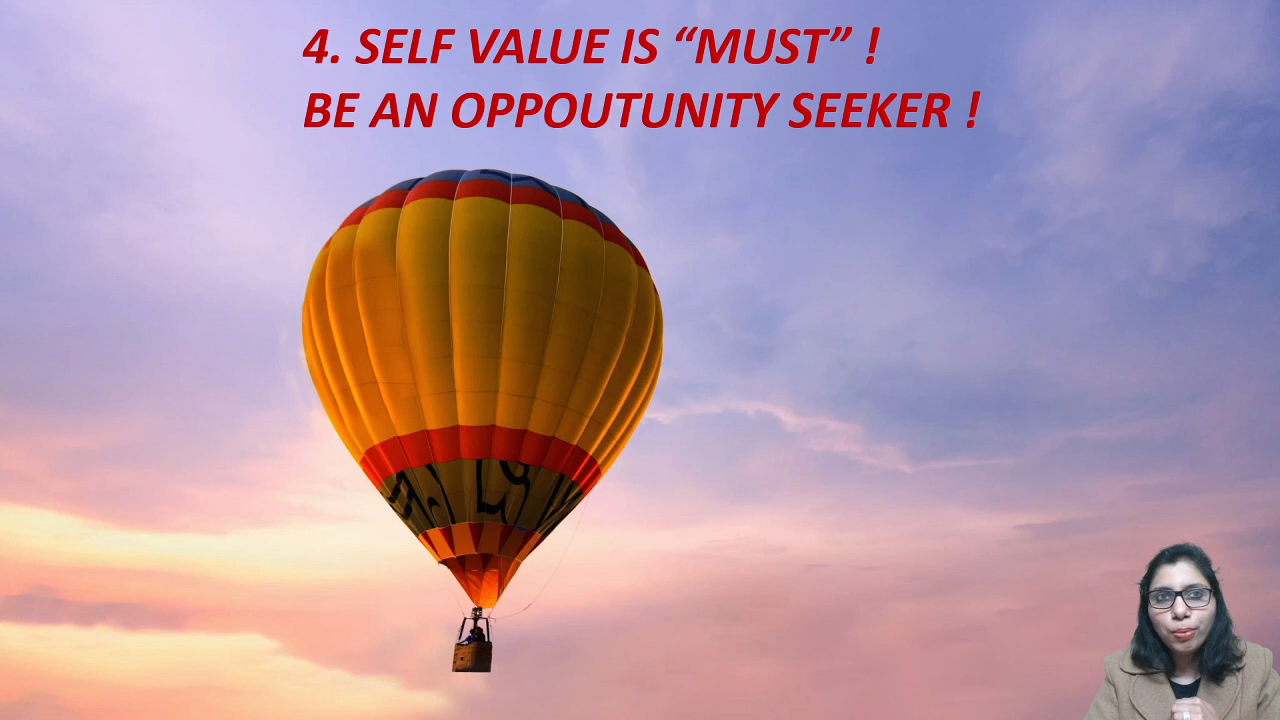 4. SELF VALUE IS “MUST” !
BE AN OPPOUTUNITY SEEKER !